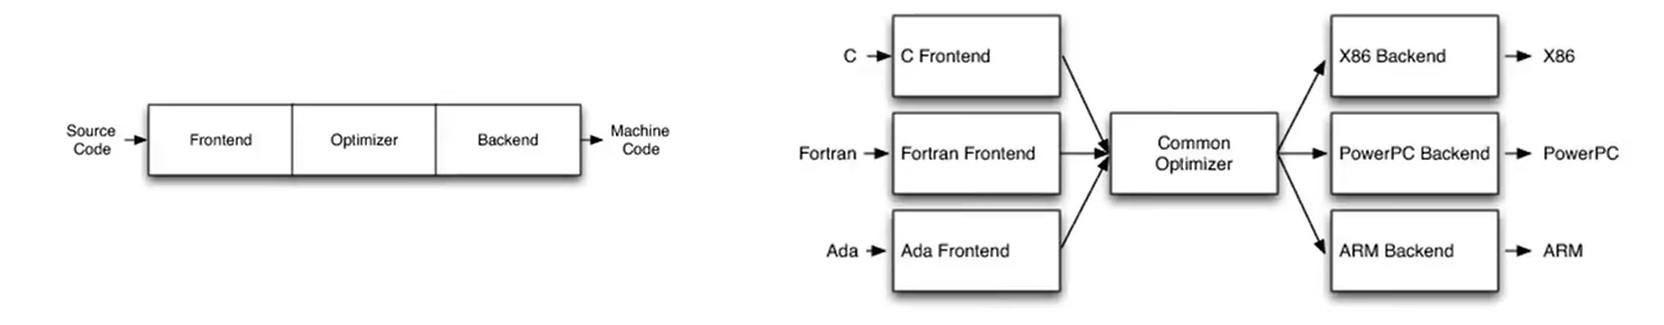 Source
Code
Frontend
Optimizer
Backend
Machine
Code
C
C Frontend
Fortran
Fortran Frontend
Ada
Ada Frontend
Common
Optimizer
X86 Backend
X86
PowerPC Backend
PowerPC
ARM Backend
ARM